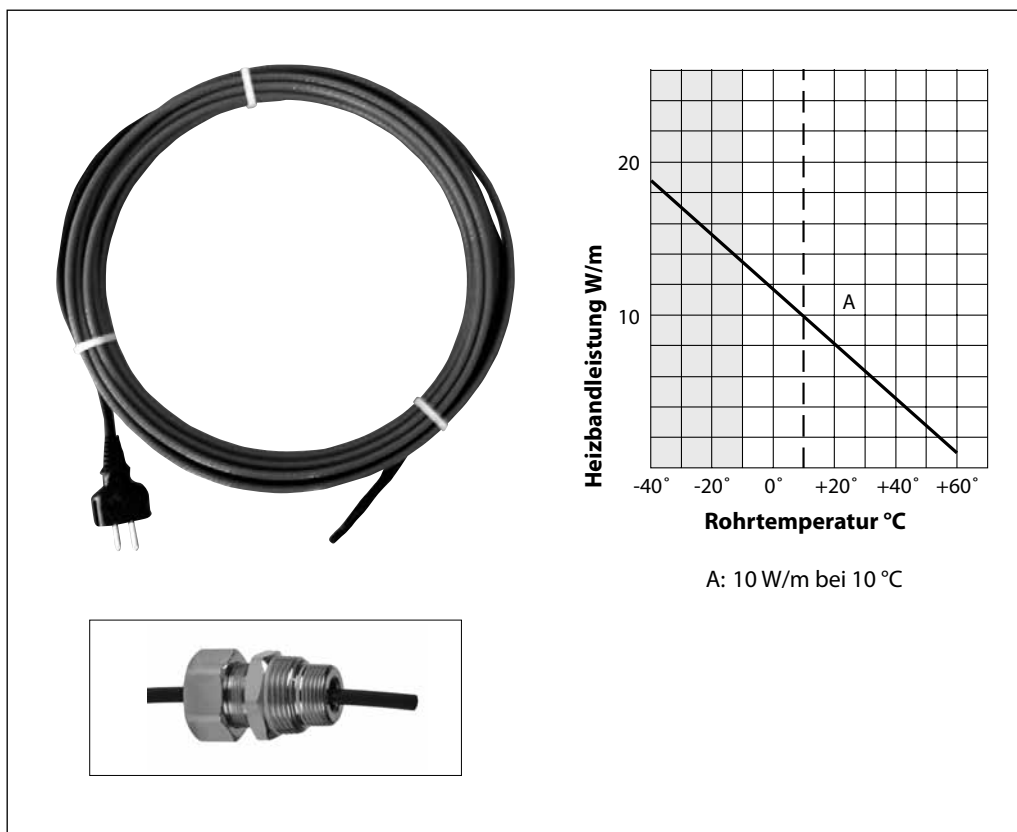 20
10
Heizbandleistung W/m
A
-40˚ -20˚ 0˚ +20˚ +40˚ +60˚
Rohrtemperatur °C
A: 10 W/m bei 10 °C